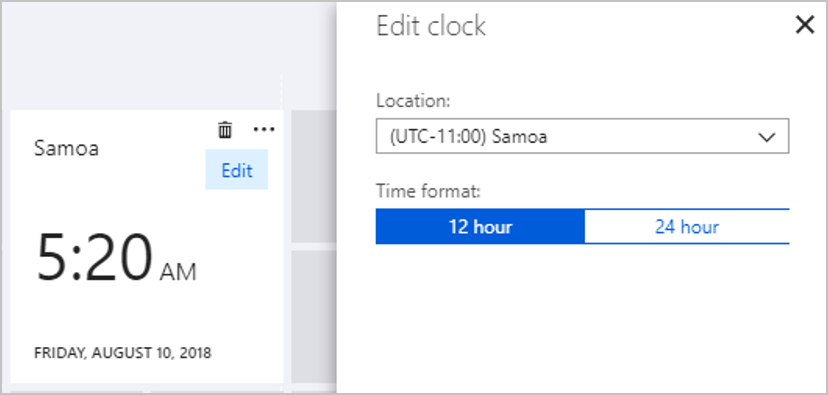 Samoa
Edit
5:20 AM
FRIDAY, AUGUST 10, 2018
Edit clock
Location:
(UTC-11:00) Samoa
Time format:
12 hour
24 hour